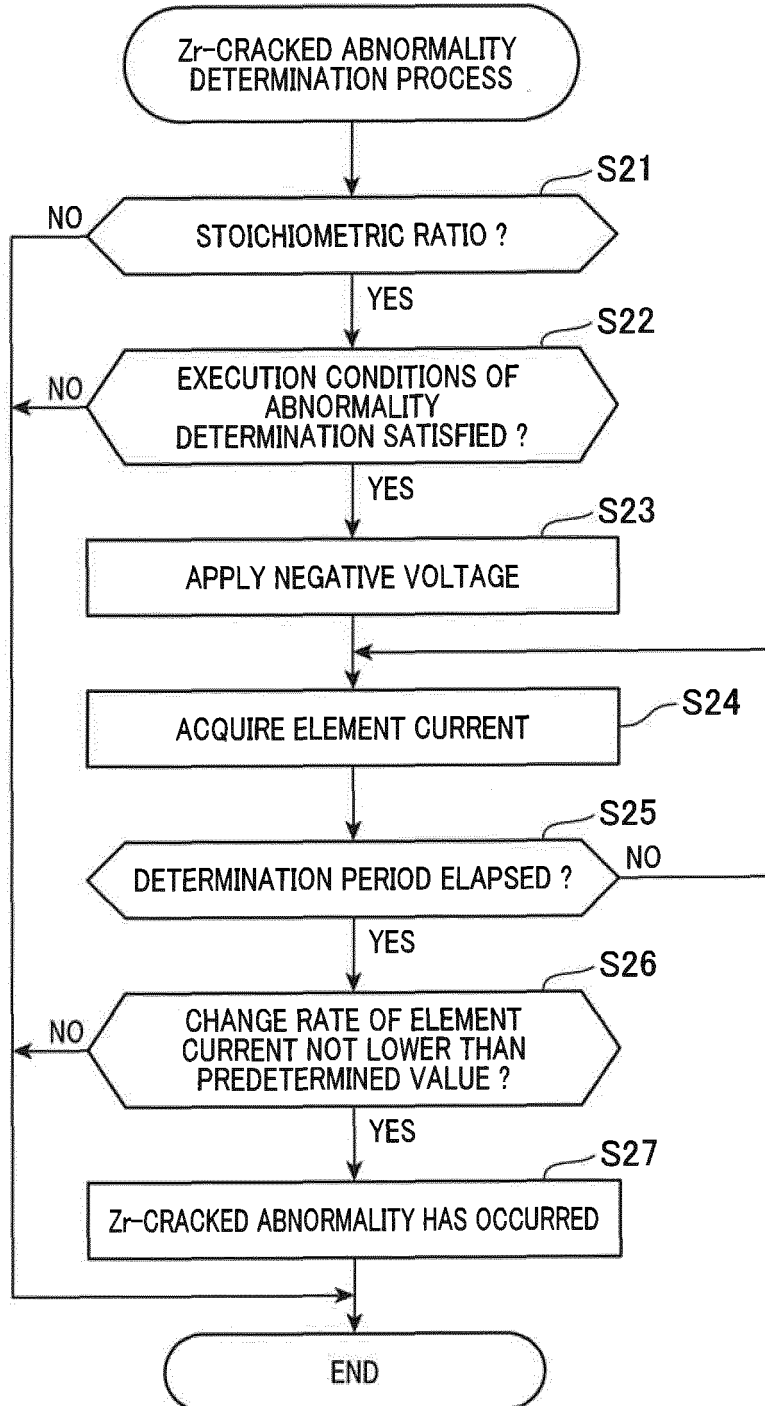 Zr-CRACKED ABNORMALITY
DETERMINATION PROCESS
S21
NO
STOICHIOMETRIC RATIO ?
YES
S22
NO
EXECUTION CONDITIONS OF
ABNORMALITY
DETERMINATION SATISFIED ?
YES
S23
APPLY NEGATIVE VOLTAGE
S24
ACQUIRE ELEMENT CURRENT
S25
DETERMINATION PERIOD ELAPSED ?
NO
YES
S26
NO
CHANGE RATE OF ELEMENT
CURRENT NOT LOWER THAN
PREDETERMINED VALUE ?
YES
S27
Zr-CRACKED ABNORMALITY HAS OCCURRED
END